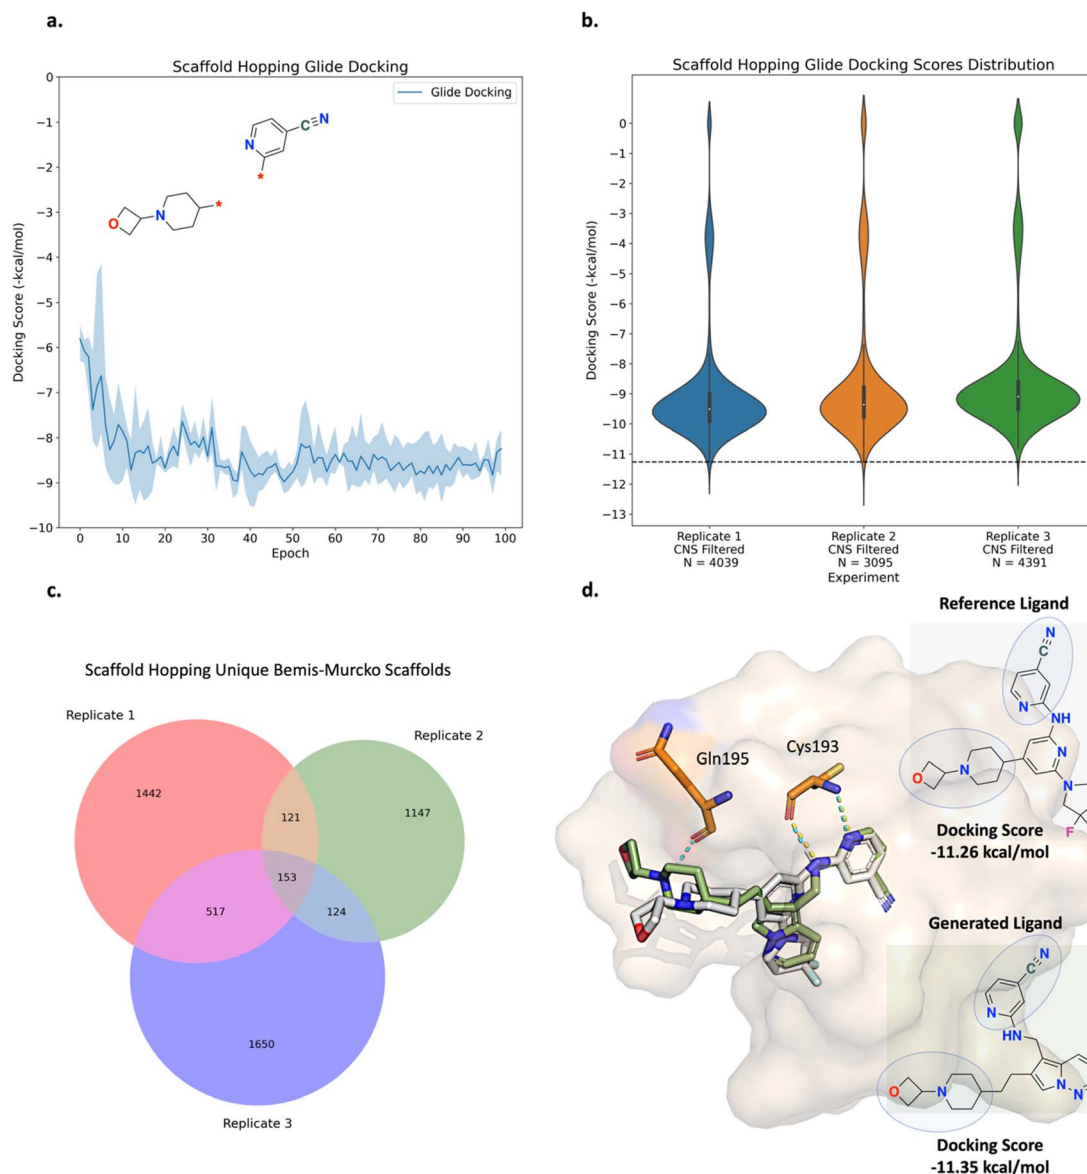 a.
Scaffold Hopping Glide Docking
Glide Docking
Docking Score (-kcal/mol)
0
−1
−2
−3
−4
−5
−6
−7
−8
−9
−10
C≡N
N
*
O
N
*
0 10 20 30 40 50 60 70 80 90 100
Epoch
b.
Scaffold Hopping Glide Docking Scores Distribution
Docking Score (-kcal/mol)
0
−1
−2
−3
−4
−5
−6
−7
−8
−9
−10
−11
−12
−13
Replicate 1 Replicate 2 Replicate 3
CNS Filtered CNS Filtered CNS Filtered
N = 4039 N = 3095 N = 4391
Experiment
c.
Scaffold Hopping Unique Bemis-Murcko Scaffolds
Replicate 1
Replicate 2
1442
121
1147
153
517
124
1650
Replicate 3
d.
Reference Ligand
C≡N
N
NH
N
O
N
N
F
Docking Score
-11.26 kcal/mol
Gln195
Cys193
Generated Ligand
C≡N
N
HN
O
N
N
N
Docking Score
-11.35 kcal/mol